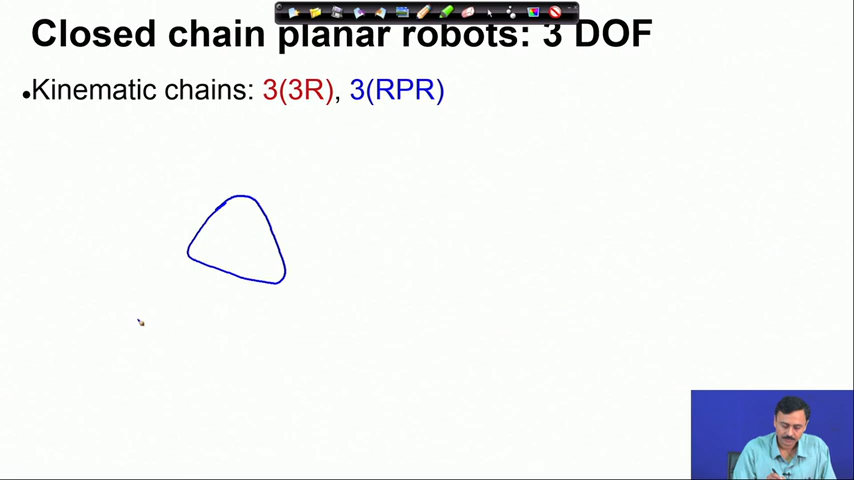 Closed chain planar robots: 3 DOF
•Kinematic chains: 3(3R), 3(RPR)